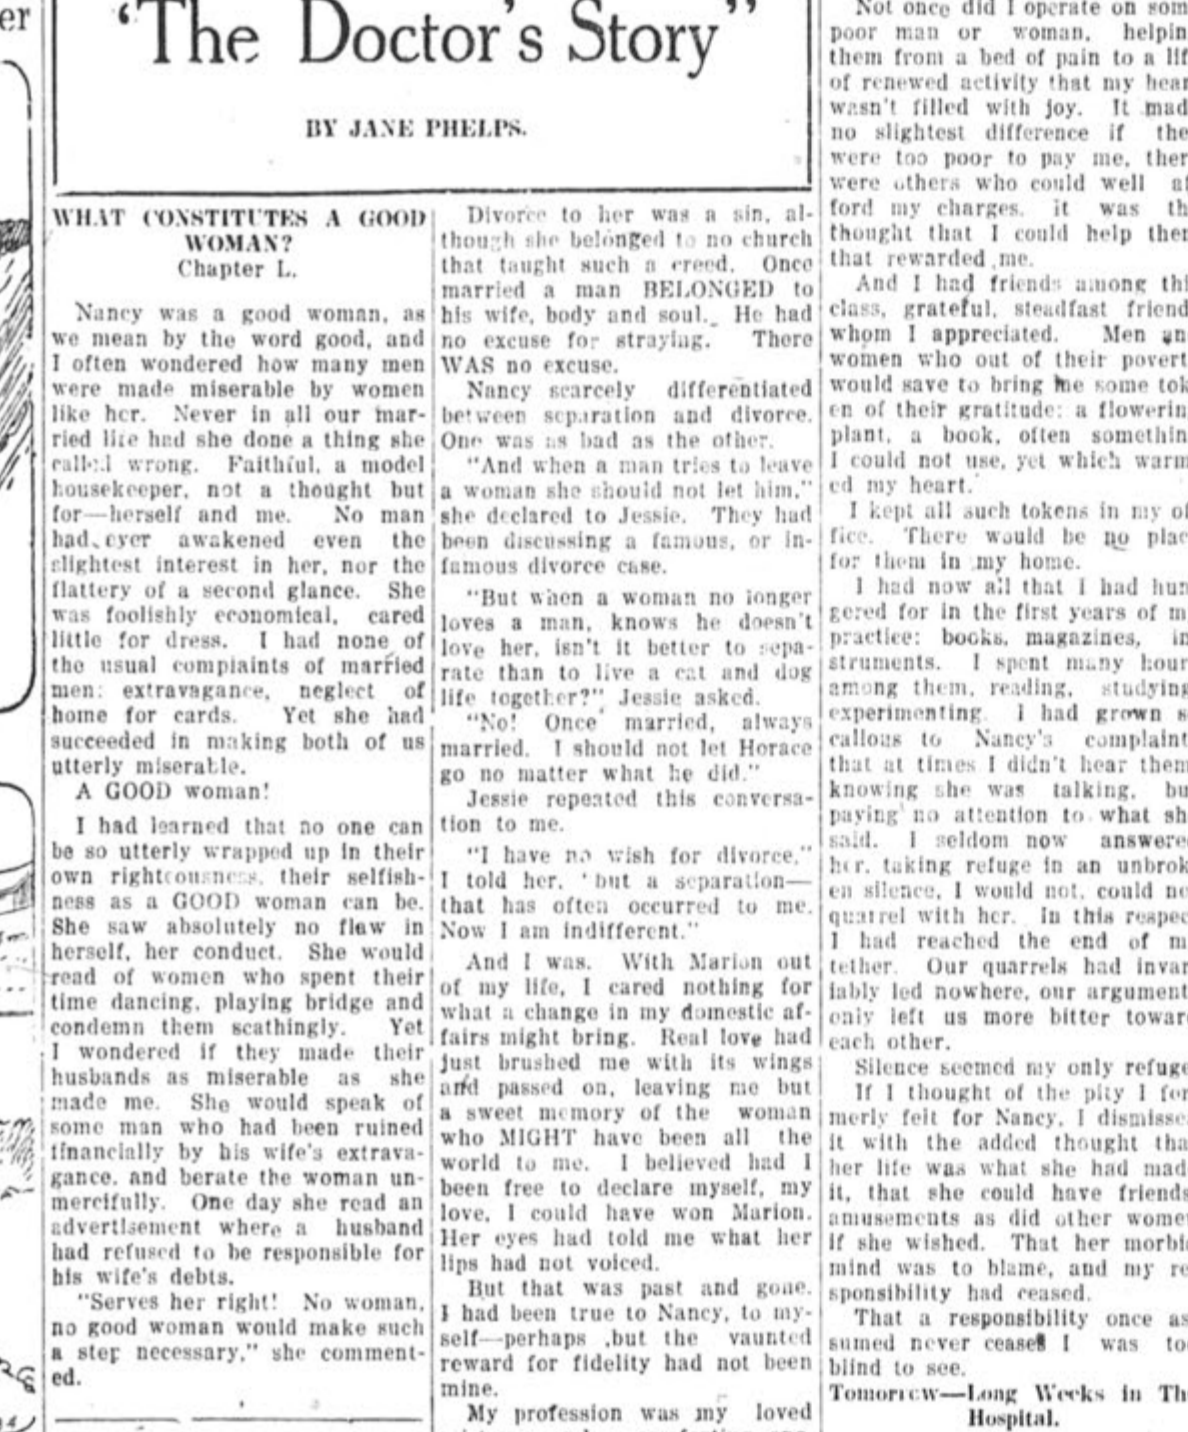 er
"The Doctor's Story"
BY JANE PHELPS.
WHAT CONSTITUTES A GOOD
WOMAN?
Chapter L.
Nancy was a good woman, as
we mean by the word good, and
I often wondered how many men
were made miserable by women
like her. Never in all our mar-
ried life had she done a thing she
called wrong. Faithful, a model
housekeeper, not a thought but
for—herself and me. No man
had ever awakened even the
slightest interest in her, nor the
flattery of a second glance. She
was foolishly economical, cared
little for dress. I had none of
the usual complaints of married
men: extravagance, neglect of
home for cards. Yet she had
succeeded in making both of us
utterly miserable.
A GOOD woman!
I had learned that no one can
be so utterly wrapped up in their
own righteousness, their selfish-
ness as a GOOD woman can be.
She saw absolutely no flaw in
herself, her conduct. She would
read of women who spent their
time dancing, playing bridge and
condemn them scathingly. Yet
I wondered if they made their
husbands as miserable as she
made me. She would speak of
some man who had been ruined
financially by his wife's extrava-
gance, and berate the woman un-
mercifully. One day she read an
advertisement where a husband
had refused to be responsible for
his wife's debts.
"Serves her right! No woman,
no good woman would make such
a step necessary," she comment-
ed.
Divorce to her was a sin, al-
though she belonged to no church
that taught such a creed. Once
married a man BELONGED to
his wife, body and soul. He had
no excuse for straying. There
WAS no excuse.
Nancy scarcely differentiated
between separation and divorce.
One was as bad as the other.
"And when a man tries to leave
a woman she should not let him,"
she declared to Jessie. They had
been discussing a famous, or in-
famous divorce case.
"But when a woman no longer
loves a man, knows he doesn't
love her, isn't it better to sepa-
rate than to live a cat and dog
life together?" Jessie asked.
"No! Once married, always
married. I should not let Horace
go no matter what he did."
Jessie repeated this conversa-
tion to me.
"I have no wish for divorce,"
I told her, 'but a separation—
that has often occurred to me.
Now I am indifferent."
And I was. With Marion out
of my life, I cared nothing for
what a change in my domestic af-
fairs might bring. Real love had
just brushed me with its wings
and passed on, leaving me but
a sweet memory of the woman
who MIGHT have been all the
world to me. I believed had I
been free to declare myself, my
love, I could have won Marion.
Her eyes had told me what her
lips had not voiced.
But that was past and gone.
I had been true to Nancy, to my-
self—perhaps ,but the vaunted
reward for fidelity had not been
mine.
My profession was my loved
Not once did I operate on som
poor man or woman, helpin
them from a bed of pain to a lif
of renewed activity that my hear
wasn't filled with joy. It mad
no slightest difference if the
were too poor to pay me, ther
were others who could well af
ford my charges. it was th
thought that I could help them
that rewarded me.
And I had friends among thi
class, grateful, steadfast friend
whom I appreciated. Men an
women who out of their povert
would save to bring me some tok
en of their gratitude: a flowerin
plant, a book, often somethin
I could not use, yet which warm
ed my heart.
I kept all such tokens in my of
fice. There would be no plac
for them in my home.
I had now all that I had hun
gered for in the first years of m
practice: books, magazines, in
struments. I spent many hour
among them, reading, studying
experimenting. I had grown s
callous to Nancy's complaint
that at times I didn't hear them
knowing she was talking, bu
paying no attention to what sh
said. I seldom now answere
her, taking refuge in an unbrok
en silence, I would not, could no
quarrel with her. In this respec
I had reached the end of m
tether. Our quarrels had invar
iably led nowhere, our argument
only left us more bitter towar
each other.
Silence seemed my only refuge
If I thought of the pity I for
merly felt for Nancy, I dismisse
it with the added thought tha
her life was what she had mad
it, that she could have friends
amusements as did other women
if she wished. That her morbi
mind was to blame, and my re
sponsibility had ceased.
That a responsibility once as
sumed never ceases I was to
blind to see.
Tomorrow—Long Weeks in Th
Hospital.